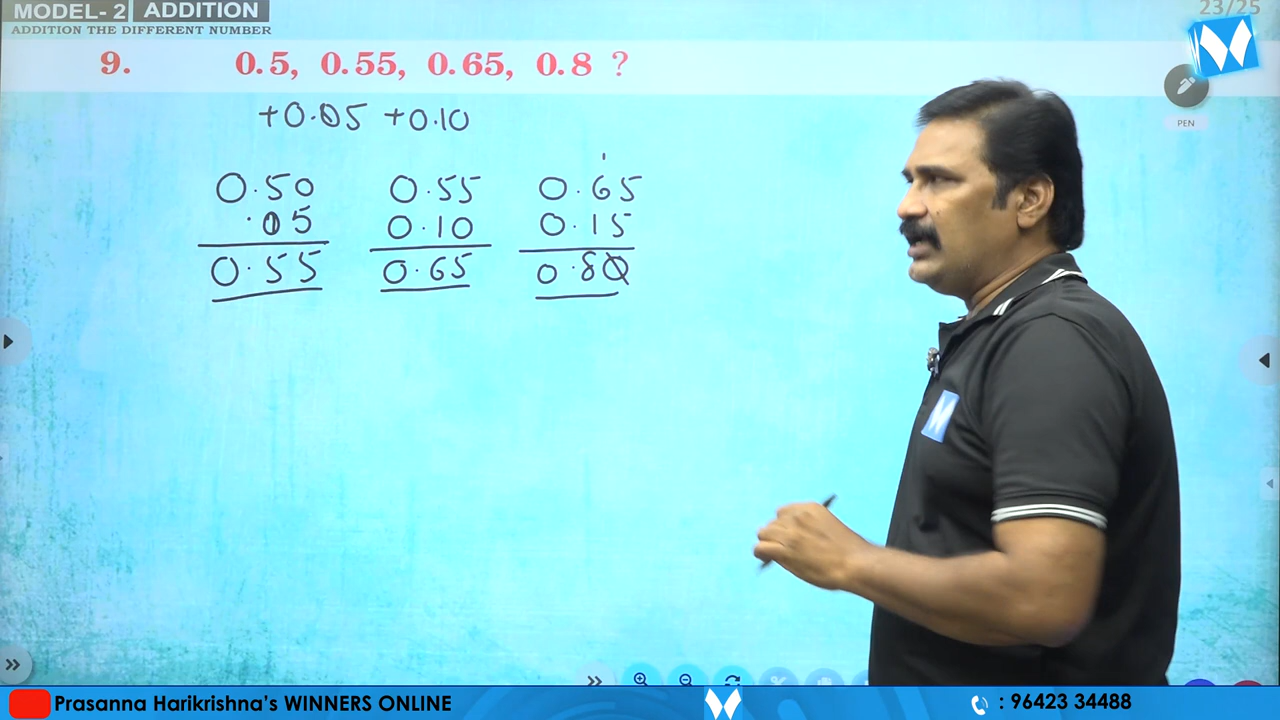 MODEL- 2 ADDITION
23/25
ADDITION THE DIFFERENT NUMBER
9. 0.5, 0.55, 0.65, 0.8 ?
PEN
+0.05 +0.10
1
0.50 0.55 0.65
.05 0.10 0.15
0.55 0.65 0.80
Prasanna Harikrishna's WINNERS ONLINE
: 96423 34488